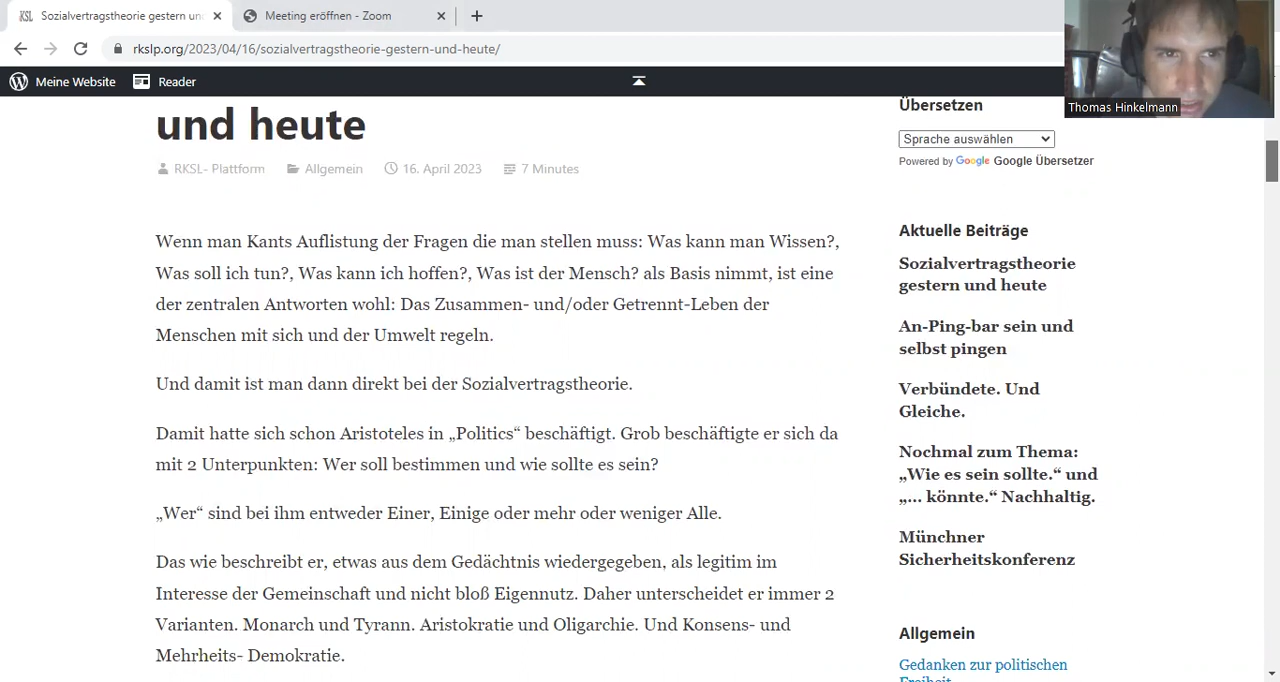 KSL Sozialvertragstheorie gestern un
Meeting eröffnen - Zoom
rkslp.org/2023/04/16/sozialvertragstheorie-gestern-und-heute/
Meine Website Reader
Thomas Hinkelmann
und heute
RKSL- Plattform Allgemein 16. April 2023 7 Minutes
Wenn man Kants Auflistung der Fragen die man stellen muss: Was kann man Wissen?,
Was soll ich tun?, Was kann ich hoffen?, Was ist der Mensch? als Basis nimmt, ist eine
der zentralen Antworten wohl: Das Zusammen- und/oder Getrennt-Leben der
Menschen mit sich und der Umwelt regeln.
Und damit ist man dann direkt bei der Sozialvertragstheorie.
Damit hatte sich schon Aristoteles in „Politics“ beschäftigt. Grob beschäftigte er sich da
mit 2 Unterpunkten: Wer soll bestimmen und wie sollte es sein?
„Wer“ sind bei ihm entweder Einer, Einige oder mehr oder weniger Alle.
Das wie beschreibt er, etwas aus dem Gedächtnis wiedergegeben, als legitim im
Interesse der Gemeinschaft und nicht bloß Eigennutz. Daher unterscheidet er immer 2
Varianten. Monarch und Tyrann. Aristokratie und Oligarchie. Und Konsens- und
Mehrheits- Demokratie.
Übersetzen
Sprache auswählen
Powered by Google Google Übersetzer
Aktuelle Beiträge
Sozialvertragstheorie
gestern und heute
An-Ping-bar sein und
selbst pingen
Verbündete. Und
Gleiche.
Nochmal zum Thema:
„Wie es sein sollte.“ und
„… könnte.“ Nachhaltig.
Münchner
Sicherheitskonferenz
Allgemein
Gedanken zur politischen
Freiheit